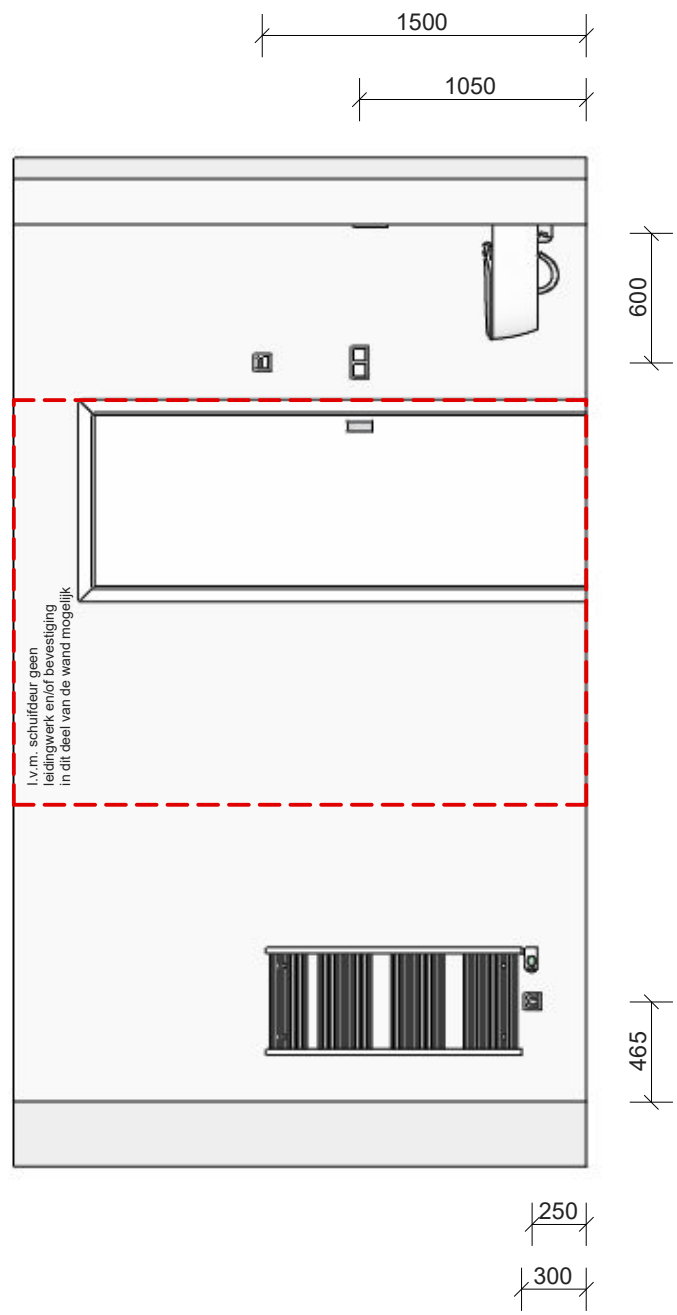 1500
1050
600
I.v.m. schuifdeur geen
leidingwerk en/of bevestiging
in dit deel van de wand mogelijk
465
250
300